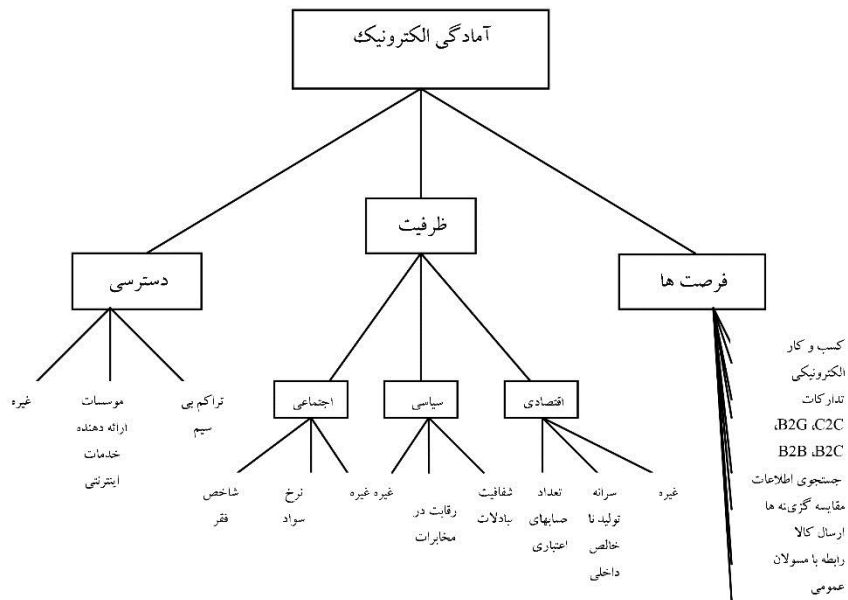 آمادگی الکترونیک
ظرفیت
دسترسی
فرصت ها
کسب و کار
الکترونیکی
تدارکات
B2G ،C2C،
B2B ،B2C
جستجوی اطلاعات
مقایسه گزینه ها
ارسال کالا
رابطه با مسولان
عمومی
تراکم بی
سیم
موسسات
ارائه دهنده
خدمات
اینترنتی
غیره
اقتصادی
سیاسی
اجتماعی
غیره
سرانه
تولید نا
خالص
داخلی
تعداد
حسابهای
اعتباری
شفافیت
مبادلات
رقابت در
مخابرات
غیره
غیره
نرخ
سواد
شاخص
فقر